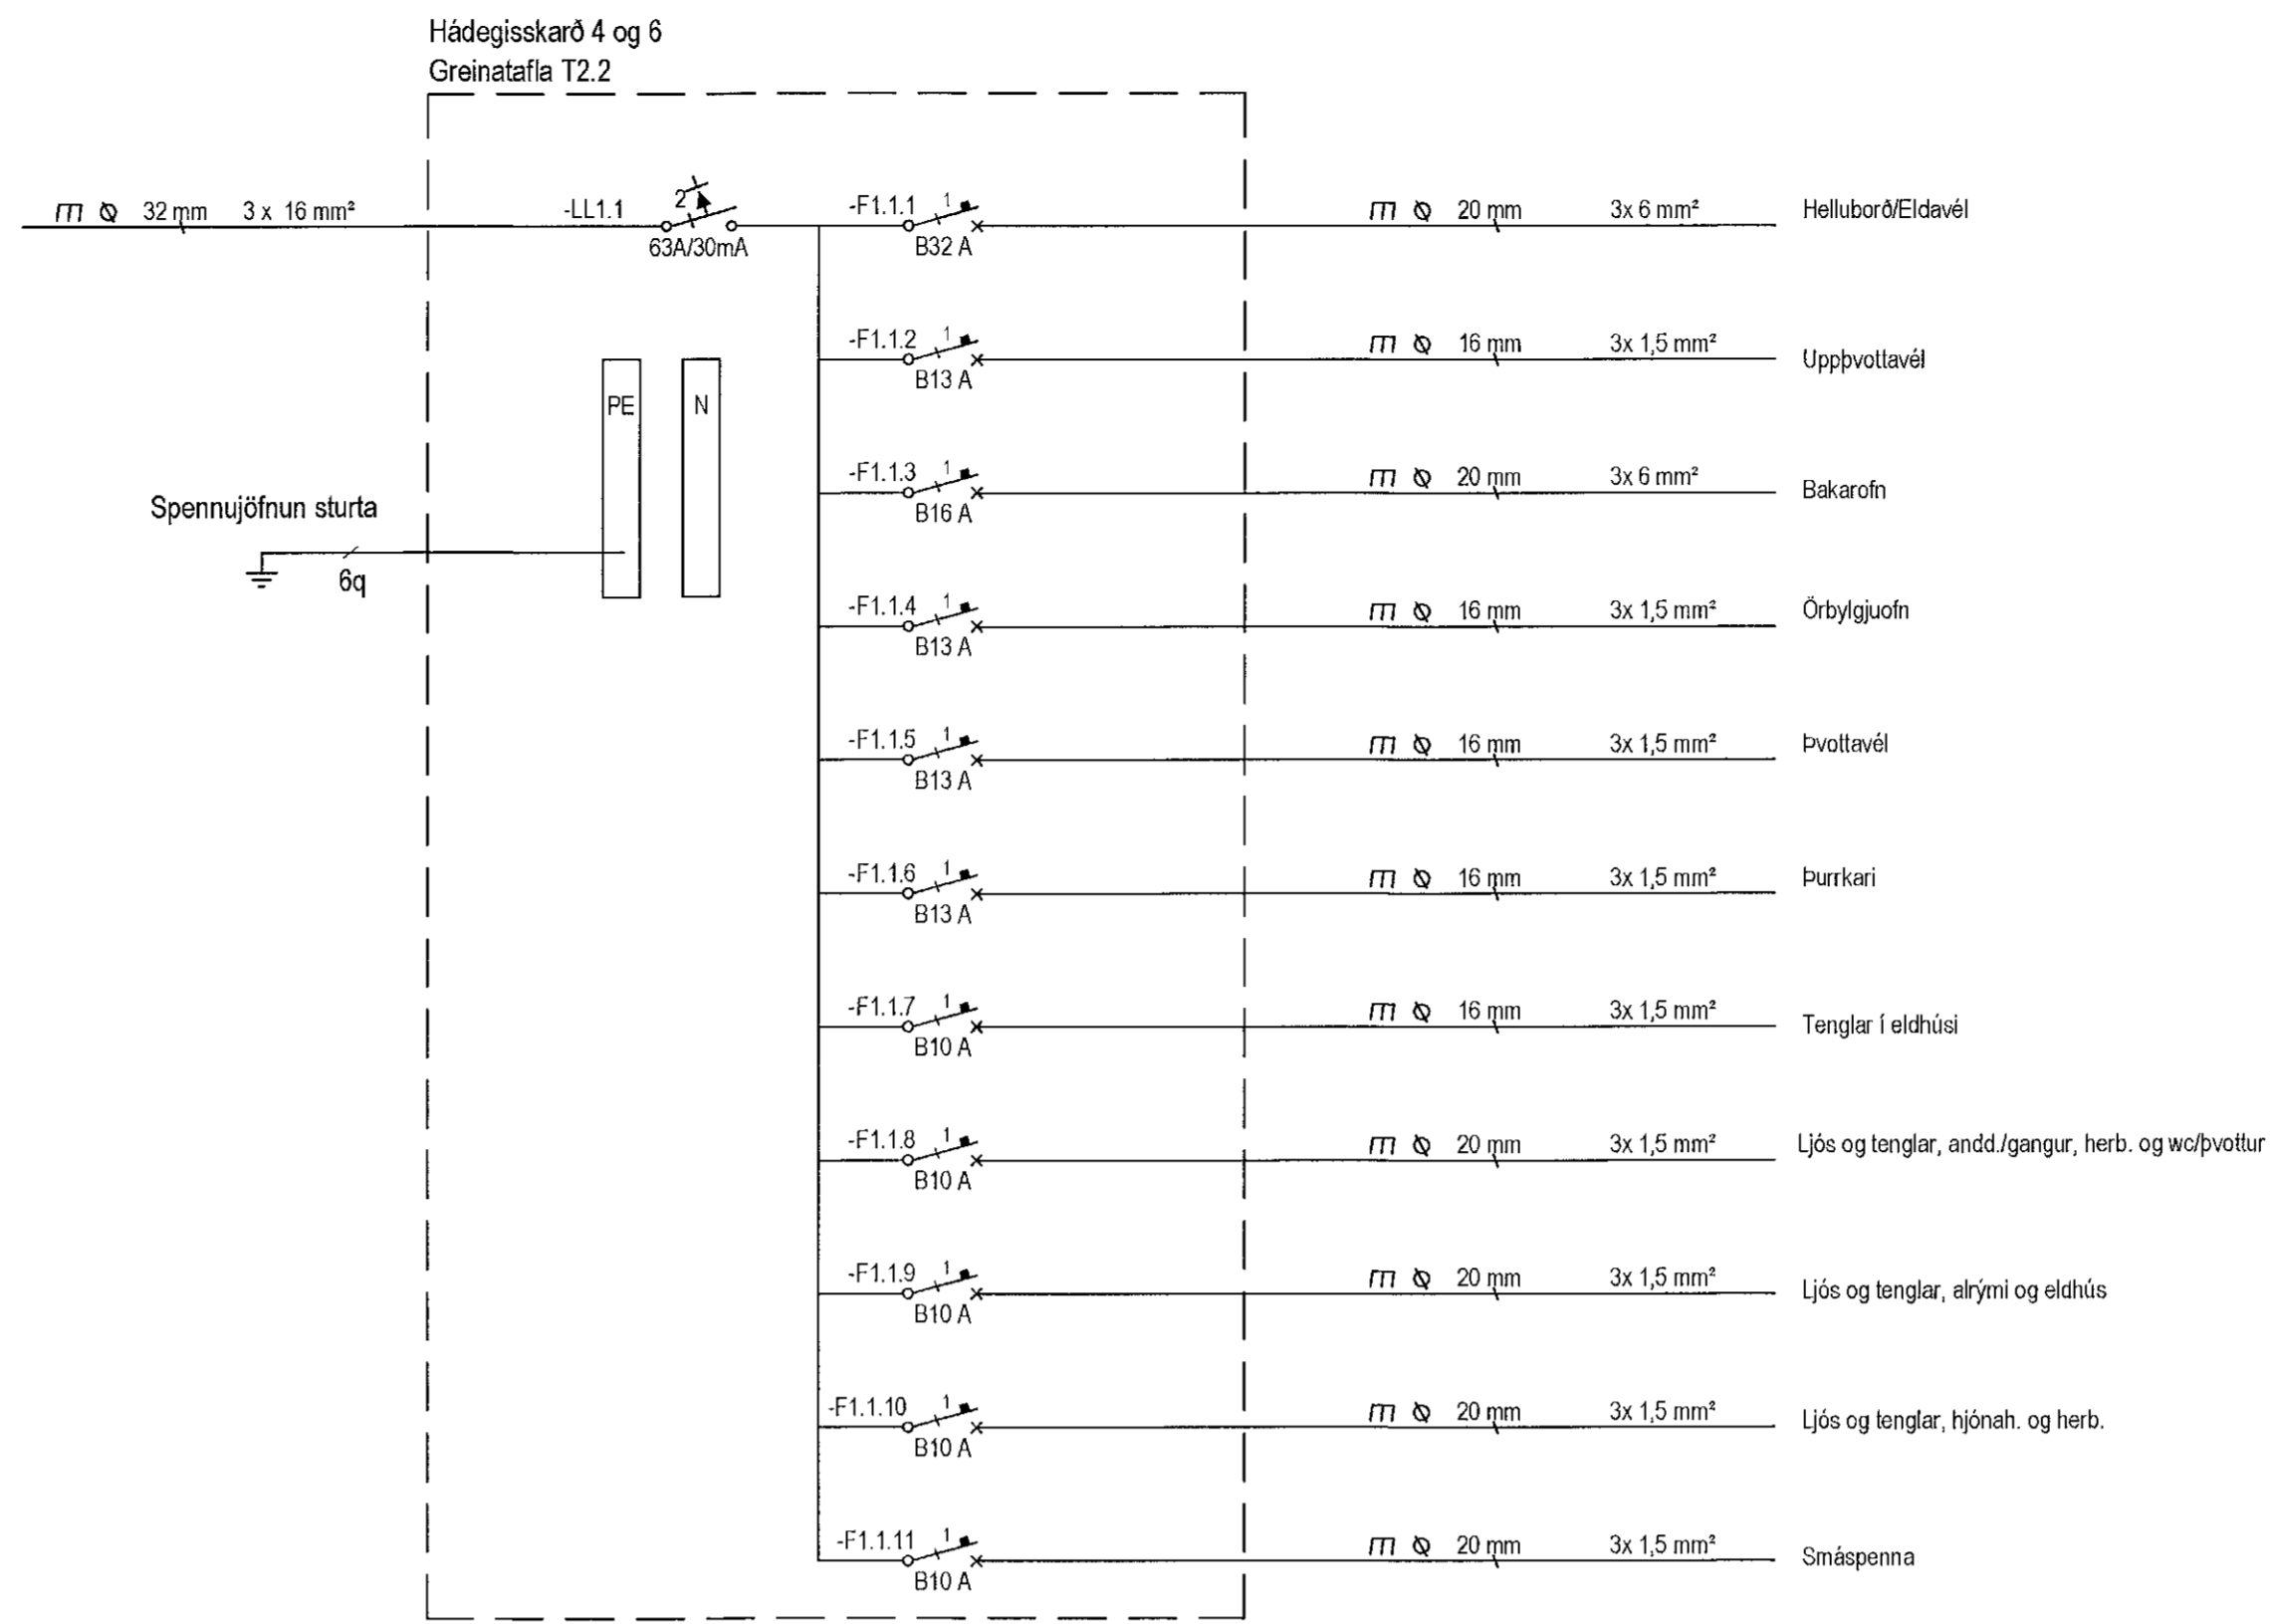 Hádegisskarð 4 og 6
Greinatafla T2.2
32 mm 3 x 16 mm² -LL1.1 2 -F1.1.1 1 20 mm 3x 6 mm² Helluborð/Eldavél
63A/30mA B32 A
-F1.1.2 1 16 mm 3x 1,5 mm² Uppþvottavél
B13 A
PE N
-F1.1.3 1 20 mm 3x 6 mm² Bakarofn
B16 A
Spennujöfnun sturta
6q
-F1.1.4 1 16 mm 3x 1,5 mm² Örbylgjuofn
B13 A
-F1.1.5 1 16 mm 3x 1,5 mm² Þvottavél
B13 A
-F1.1.6 1 16 mm 3x 1,5 mm² Þurrkari
B13 A
-F1.1.7 1 16 mm 3x 1,5 mm² Tenglar í eldhúsi
B10 A
-F1.1.8 1 20 mm 3x 1,5 mm² Ljós og tenglar, andd./gangur, herb. og wc/þvottur
B10 A
-F1.1.9 1 20 mm 3x 1,5 mm² Ljós og tenglar, alrými og eldhús
B10 A
-F1.1.10 1 20 mm 3x 1,5 mm² Ljós og tenglar, hjónah. og herb.
B10 A
-F1.1.11 1 20 mm 3x 1,5 mm² Smáspenna
B10 A